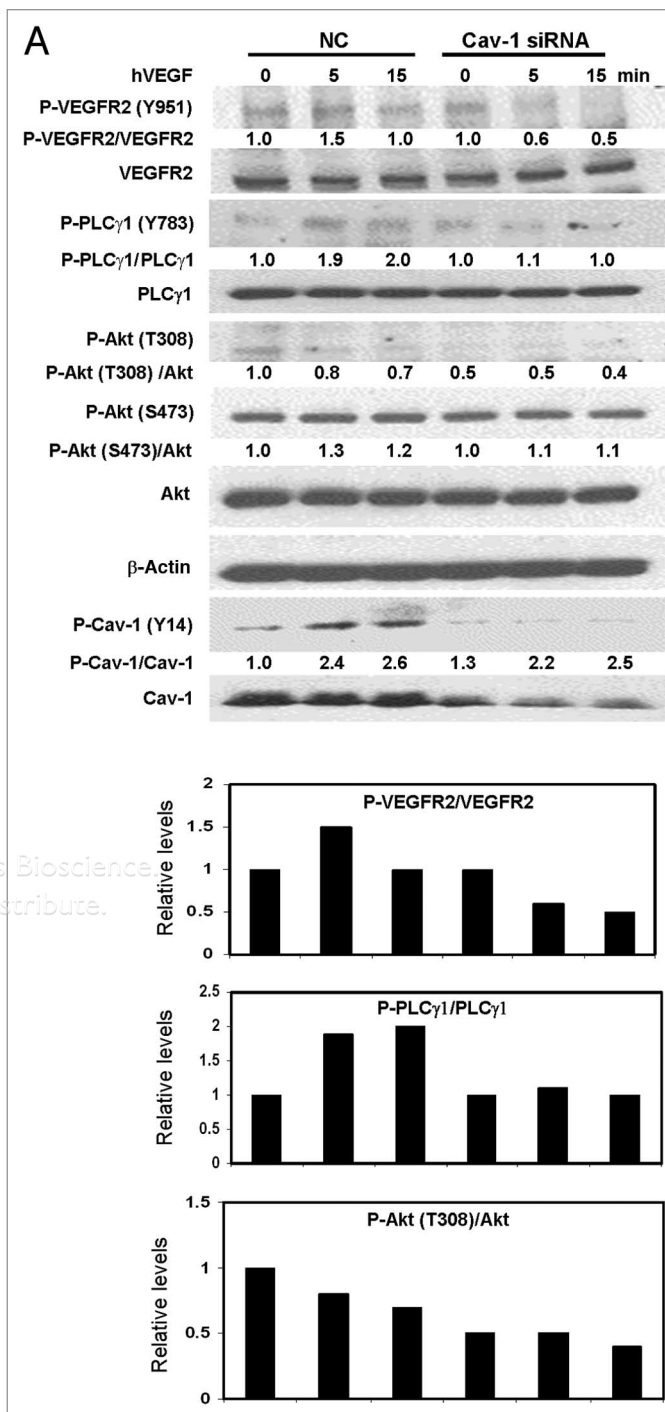 A
NC Cav-1 siRNA
hVEGF 0 5 15 0 5 15 min
P-VEGFR2 (Y951)
P-VEGFR2/VEGFR2 1.0 1.5 1.0 1.0 0.6 0.5
VEGFR2
P-PLCγ1 (Y783)
P-PLCγ1/PLCγ1 1.0 1.9 2.0 1.0 1.1 1.0
PLCγ1
P-Akt (T308)
P-Akt (T308) /Akt 1.0 0.8 0.7 0.5 0.5 0.4
P-Akt (S473)
P-Akt (S473)/Akt 1.0 1.3 1.2 1.0 1.1 1.1
Akt
β-Actin
P-Cav-1 (Y14)
P-Cav-1/Cav-1 1.0 2.4 2.6 1.3 2.2 2.5
Cav-1
P-VEGFR2/VEGFR2
Relative levels
2
1.5
1
0.5
0
s Bioscience.
stribute.
P-PLCγ1/PLCγ1
Relative levels
2.5
2
1.5
1
0.5
0
P-Akt (T308)/Akt
Relative levels
1.5
1
0.5
0